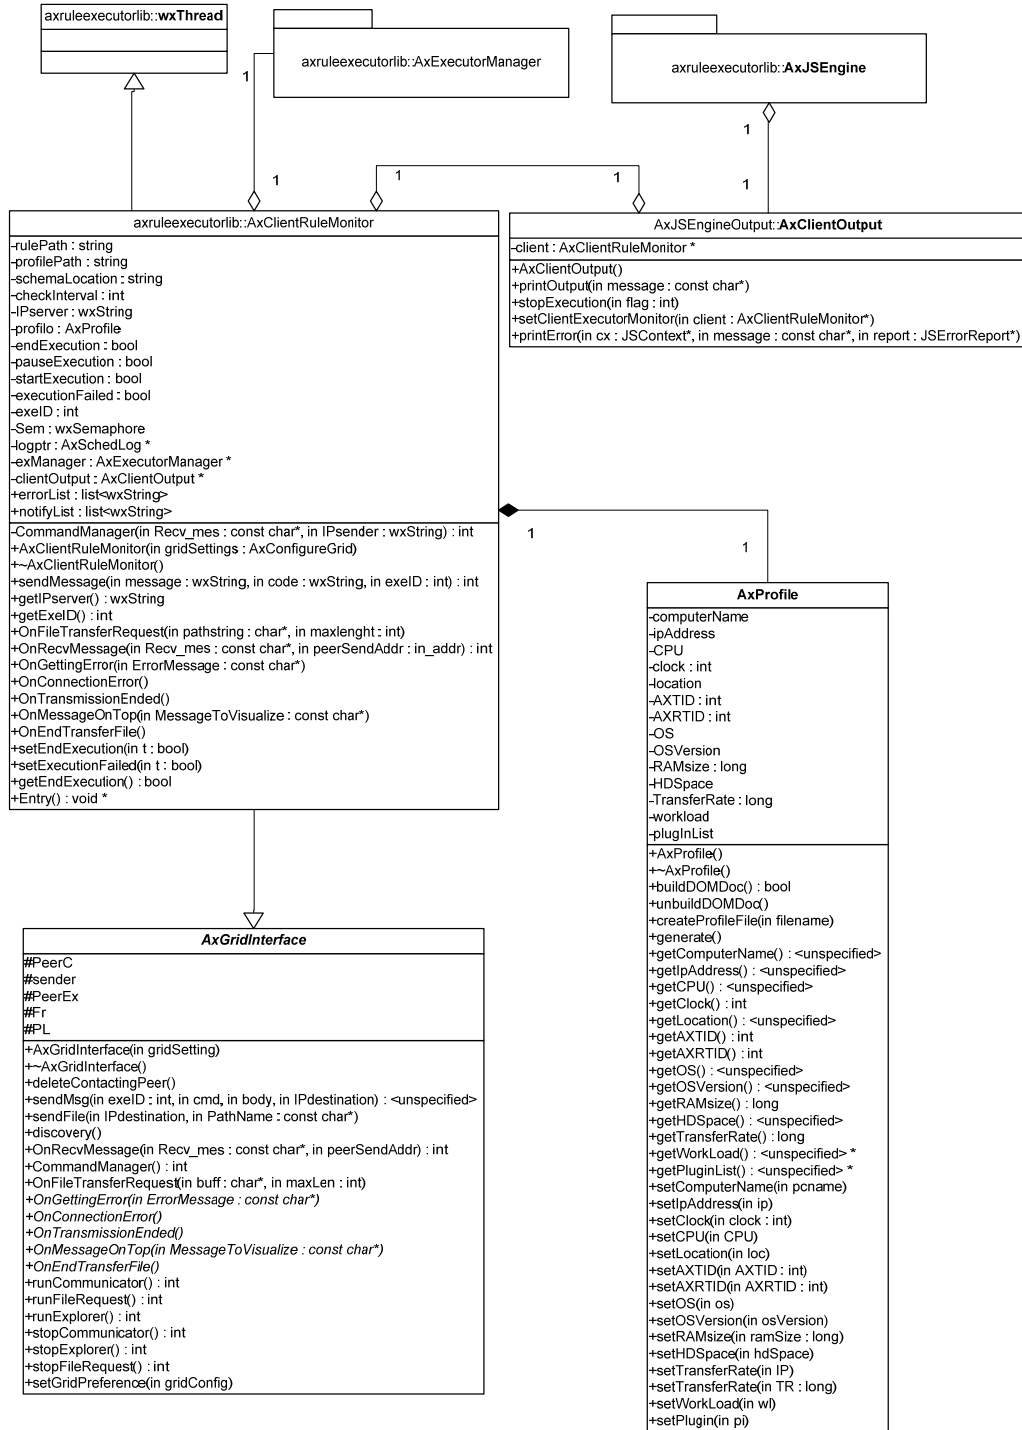 axruleexecutorlib::wxThread
axruleexecutorlib::AxExecutorManager
axruleexecutorlib::AxJSEngine
1
1
1
1
1
1
axruleexecutorlib::AxClientRuleMonitor
-rulePath : string
-profilePath : string
-schemaLocation : string
-checkInterval : int
-IPserver : wxString
-profilo : AxProfile
-endExecution : bool
-pauseExecution : bool
-startExecution : bool
-executionFailed : bool
-exeID : int
-Sem : wxSemaphore
-logptr : AxSchedLog *
-exManager : AxExecutorManager *
-clientOutput : AxClientOutput *
+errorList : list<wxString>
+notifyList : list<wxString>
-CommandManager(in Recv_mes : const char*, in IPsender : wxString) : int
+AxClientRuleMonitor(in gridSettings : AxConfigureGrid)
+~AxClientRuleMonitor()
+sendMessage(in message : wxString, in code : wxString, in exeID : int) : int
+getIPserver() : wxString
+getExeID() : int
+OnFileTransferRequest(in pathstring : char*, in maxlenght : int)
+OnRecvMessage(in Recv_mes : const char*, in peerSendAddr : in_addr) : int
+OnGettingError(in ErrorMessage : const char*)
+OnConnectionError()
+OnTransmissionEnded()
+OnMessageOnTop(in MessageToVisualize : const char*)
+OnEndTransferFile()
+setEndExecution(in t : bool)
+setExecutionFailed(in t : bool)
+getEndExecution() : bool
+Entry() : void *
AxJSEngineOutput::AxClientOutput
-client : AxClientRuleMonitor *
+AxClientOutput()
+printOutput(in message : const char*)
+stopExecution(in flag : int)
+setClientExecutorMonitor(in client : AxClientRuleMonitor*)
+printError(in cx : JSContext*, in message : const char*, in report : JSErrorReport*)
1
1
AxProfile
-computerName
-ipAddress
-CPU
-clock : int
-location
-AXTID : int
-AXRTID : int
-OS
-OSVersion
-RAMsize : long
-HDSpace
-TransferRate : long
-workload
-plugInList
+AxProfile()
+~AxProfile()
+buildDOMDoc() : bool
+unbuildDOMDoc()
+createProfileFile(in filename)
+generate()
+getComputerName() : <unspecified>
+getIpAddress() : <unspecified>
+getCPU() : <unspecified>
+getClock() : int
+getLocation() : <unspecified>
+getAXTID() : int
+getAXRTID() : int
+getOS() : <unspecified>
+getOSVersion() : <unspecified>
+getRAMsize() : long
+getHDSpace() : <unspecified>
+getTransferRate() : long
+getWorkLoad() : <unspecified> *
+getPluginList() : <unspecified> *
+setComputerName(in pcname)
+setIpAddress(in ip)
+setClock(in clock : int)
+setCPU(in CPU)
+setLocation(in loc)
+setAXTID(in AXTID : int)
+setAXRTID(in AXRTID : int)
+setOS(in os)
+setOSVersion(in osVersion)
+setRAMsize(in ramSize : long)
+setHDSpace(in hdSpace)
+setTransferRate(in IP)
+setTransferRate(in TR : long)
+setWorkLoad(in wl)
+setPlugin(in pi)
AxGridInterface
#PeerC
#sender
#PeerEx
#Fr
#PL
+AxGridInterface(in gridSetting)
+~AxGridInterface()
+deleteContactingPeer()
+sendMsg(in exeID : int, in cmd, in body, in IPdestination) : <unspecified>
+sendFile(in IPdestination, in PathName : const char*)
+discovery()
+OnRecvMessage(in Recv_mes : const char*, in peerSendAddr) : int
+CommandManager() : int
+OnFileTransferRequest(in buff : char*, in maxLen : int)
+OnGettingError(in ErrorMessage : const char*)
+OnConnectionError()
+OnTransmissionEnded()
+OnMessageOnTop(in MessageToVisualize : const char*)
+OnEndTransferFile()
+runCommunicator() : int
+runFileRequest() : int
+runExplorer() : int
+stopCommunicator() : int
+stopExplorer() : int
+stopFileRequest() : int
+setGridPreference(in gridConfig)